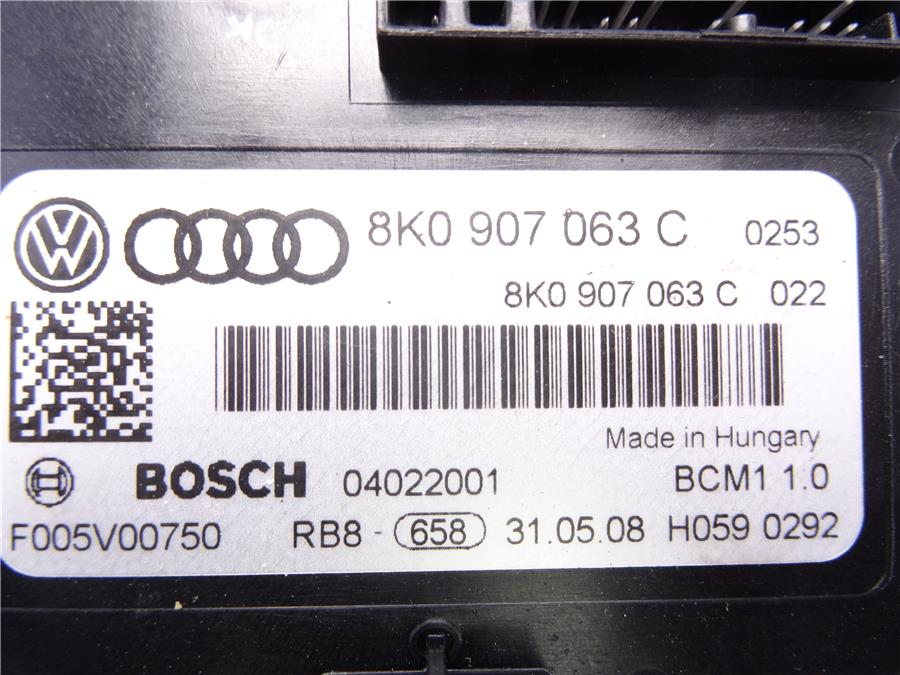 8K0 907 063 C 0253
8K0 907 063 C 022
Made in Hungary
BOSCH 04022001 BCM1 1.0
F005V00750 RB8 - 658 31.05.08 H059 0292